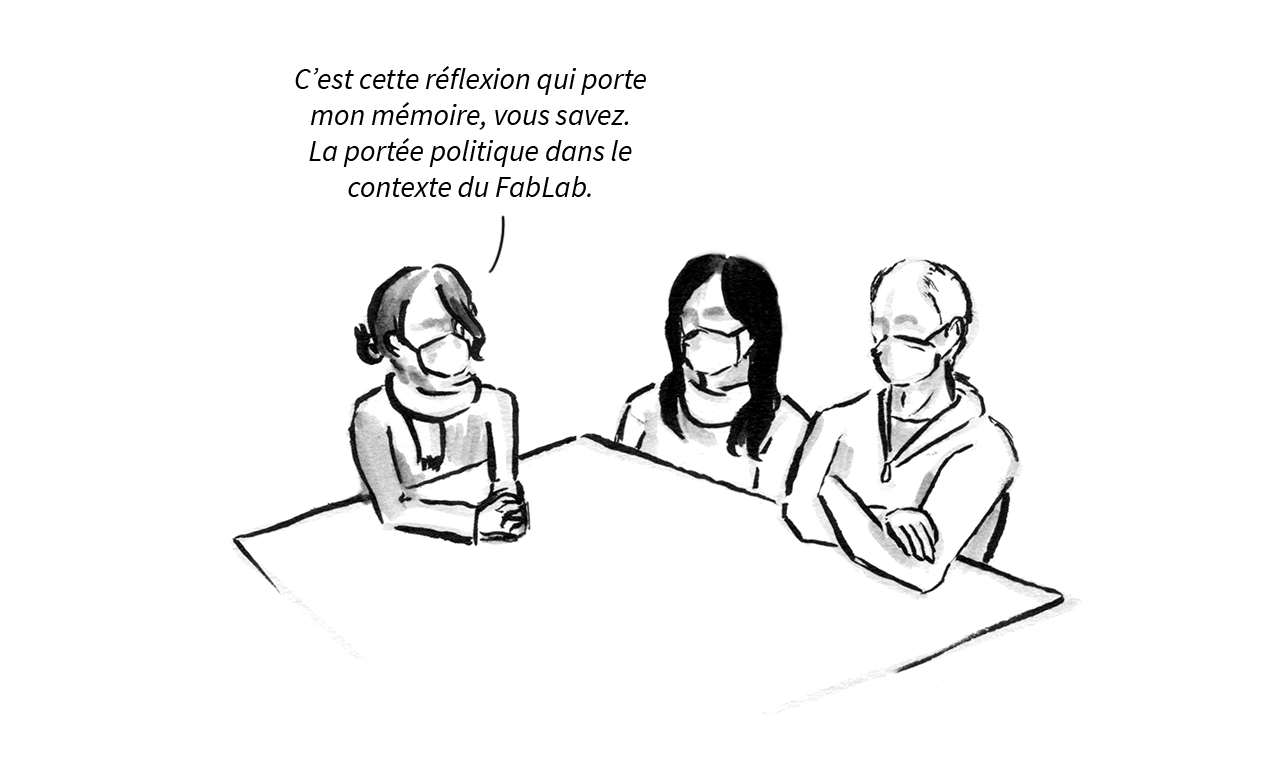 C’est cette réflexion qui porte
mon mémoire, vous savez.
La portée politique dans le
contexte du FabLab.